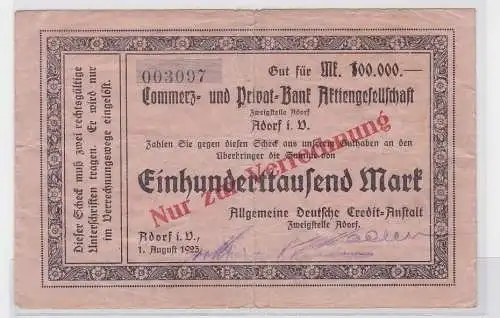 Dieser Scheck muß zwei rechtsgültige
Unterschriften tragen. Er wird nur
im Verrechnungswege eingelöst.
003097
Gut für Mk. 100.000.—
Commerz- und Privat-Bank Aktiengesellschaft
Zweigstelle Adorf
Adorf i. V.
Zahlen Sie gegen diesen Scheck aus unserem Guthaben an den
Überbringer die Summe von
Einhunderttausend Mark
Nur zur Verrechnung
Allgemeine Deutsche Credit-Anstalt
Zweigstelle Adorf.
Adorf i. V.,
1. August 1923